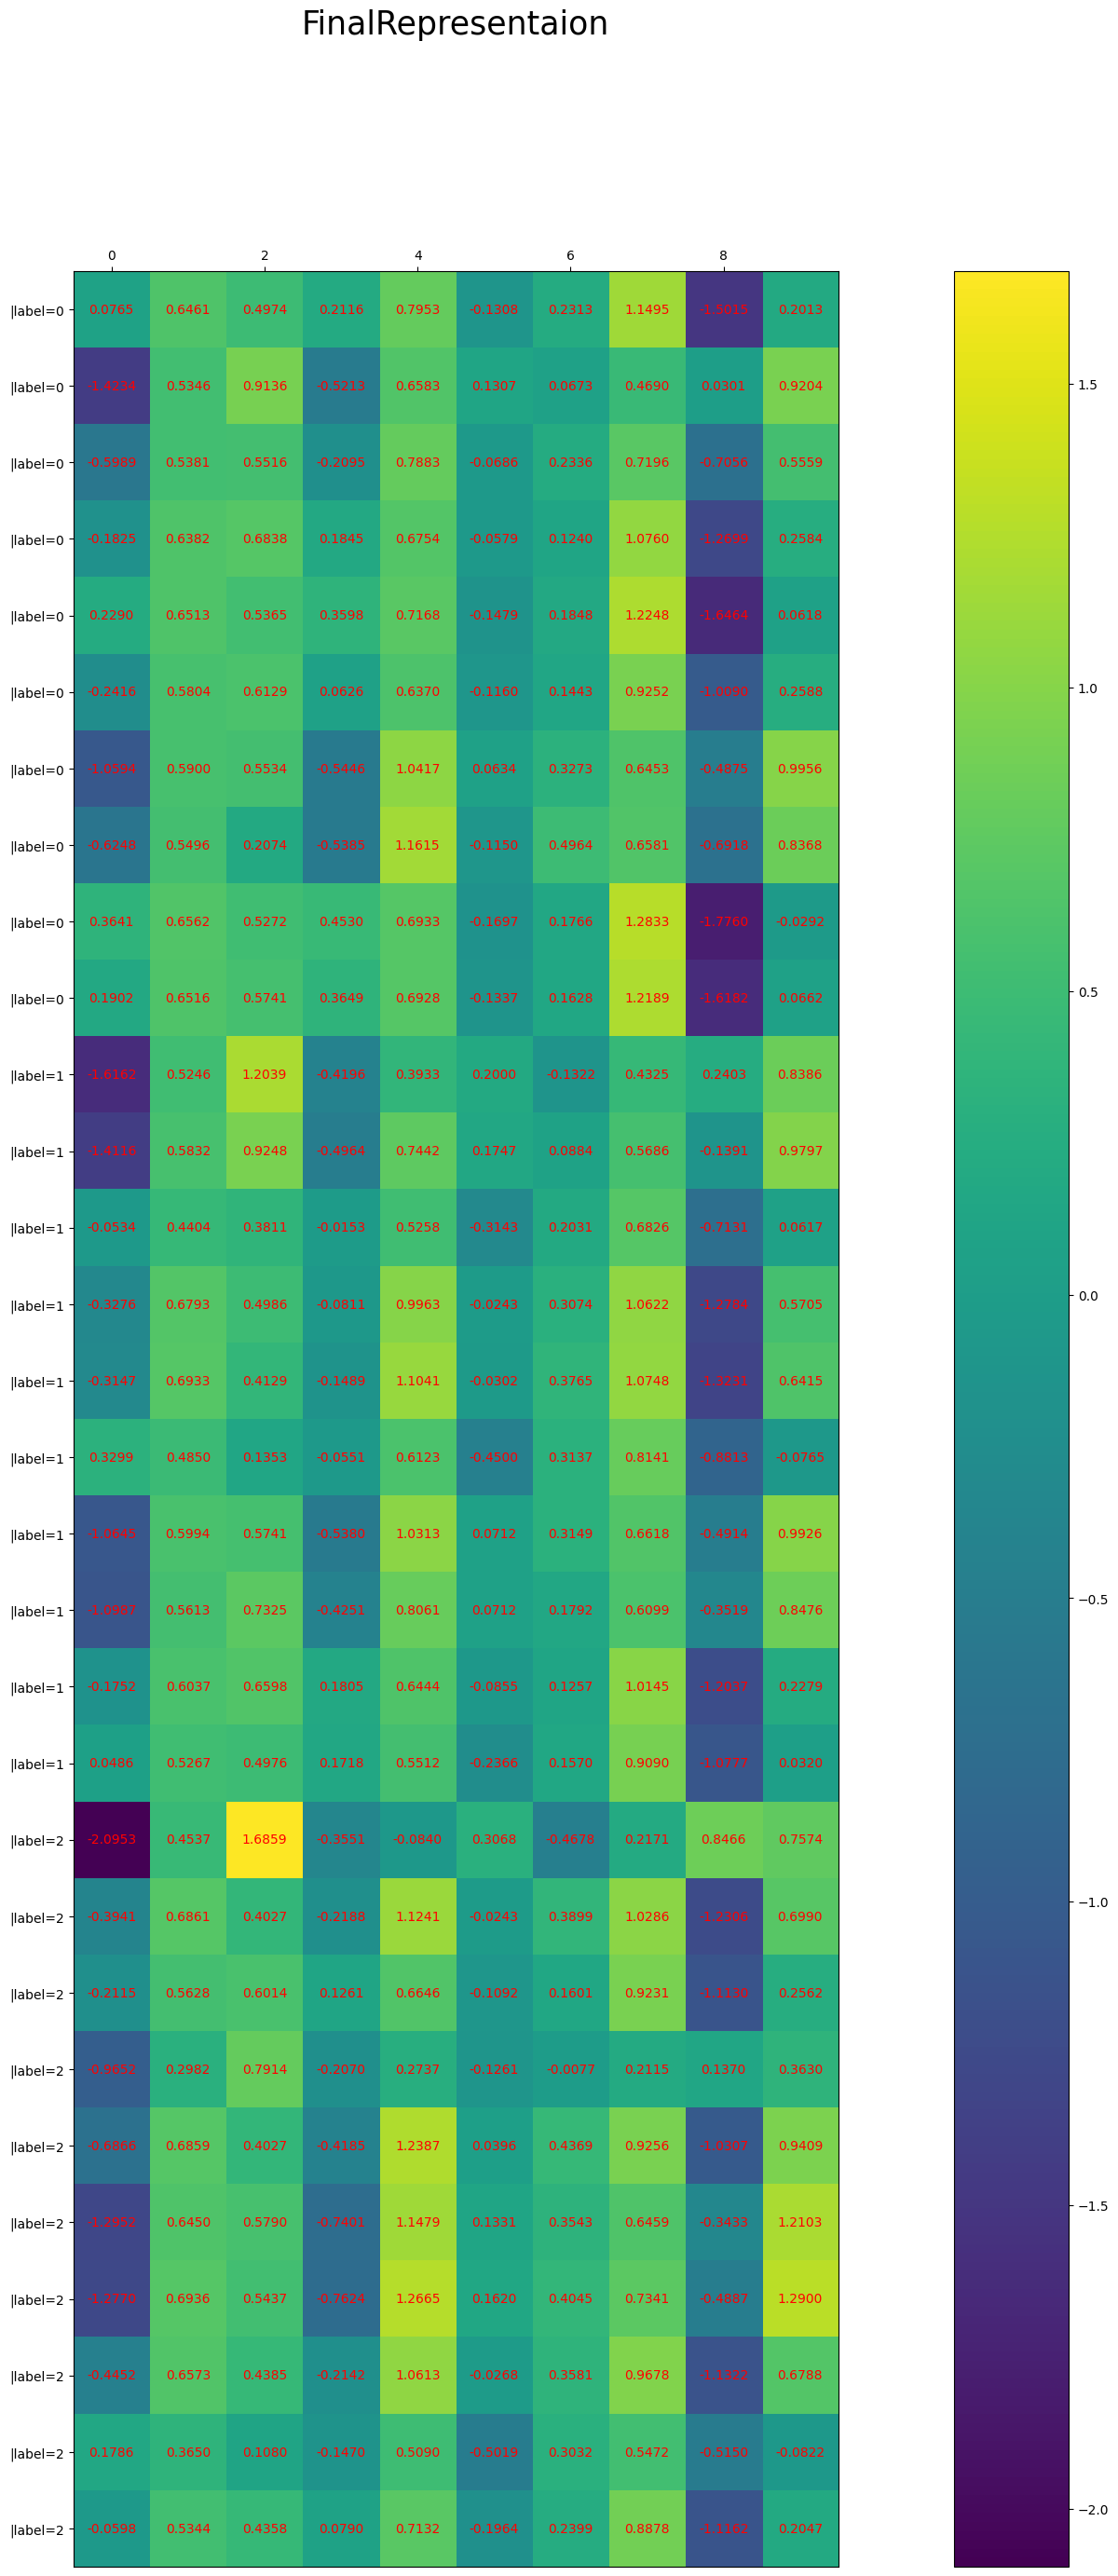 FinalRepresentaion
0 2 4 6 8
|label=0 0.0765 0.6461 0.4974 0.2116 0.7953 -0.1308 0.2313 1.1495 -1.5015 0.2013
|label=0 0.5346 0.9136 -0.5213 0.6583 0.1307 0.0673 0.4690 0.0301 0.9204
|label=0 -0.5989 0.5381 0.5516 -0.2095 0.7883 -0.0686 0.2336 0.7196 -0.7056 0.5559
|label=0 -0.1825 0.6382 0.6838 0.1845 0.6754 -0.0579 0.1240 1.0760 0.2584
|label=0 0.2290 0.6513 0.5365 0.3598 0.7168 -0.1479 0.1848 1.2248 -1.6464 0.0618
|label=0 -0.2416 0.5804 0.6129 0.0626 0.6370 -0.1160 0.1443 0.9252 -1.0090 0.2588
|label=0 -1.0594 0.5900 0.5534 -0.5446 1.0417 0.0634 0.3273 0.6453 -0.4875 0.9956
|label=0 -0.6248 0.5496 0.2074 -0.5385 1.1615 -0.1150 0.4964 0.6581 -0.6918 0.8368
|label=0 0.3641 0.6562 0.5272 0.4530 0.6933 -0.1697 0.1766 1.2833 -1.7760 -0.0292
|label=0 0.1902 0.6516 0.5741 0.3649 0.6928 -0.1337 0.1628 1.2189 -1.6182 0.0662
|label=1 -1.6162 0.5246 1.2039 -0.4196 0.3933 0.2000 -0.1322 0.4325 0.2403 0.8386
|label=1 -1.4116 0.5832 0.9248 -0.4964 0.7442 0.1747 0.0884 0.5686 -0.1391 0.9797
|label=1 -0.0534 0.4404 0.3811 -0.0153 0.5258 -0.3143 0.2031 0.6826 -0.7131 0.0617
|label=1 -0.3276 0.6793 0.4986 -0.0811 0.9963 -0.0243 0.3074 1.0622 0.5705
|label=1 -0.3147 0.6933 0.4129 -0.1489 1.1041 -0.0302 0.3765 1.0748 0.6415
|label=1 0.3299 0.4850 0.1353 -0.0551 0.6123 -0.4500 0.3137 0.8141 -0.8813 -0.0765
|label=1 -1.0645 0.5994 0.5741 -0.5380 1.0313 0.0712 0.3149 0.6618 -0.4914 0.9926
|label=1 0.5613 0.7325 -0.4251 0.8061 0.0712 0.1792 0.6099 -0.3519 0.8476
|label=1 -0.1752 0.6037 0.6598 0.1805 0.6444 -0.0855 0.1257 1.0145 0.2279
|label=1 0.0486 0.5267 0.4976 0.1718 0.5512 -0.2366 0.1570 0.9090 -1.0777 0.0320
|label=2 -2.0953 0.4537 1.6859 -0.3551 -0.0840 0.3068 -0.4678 0.2171 0.8466 0.7574
|label=2 -0.3941 0.6861 0.4027 -0.2188 1.1241 -0.0243 0.3899 1.0286 0.6990
|label=2 -0.2115 0.5628 0.6014 0.1261 0.6646 -0.1092 0.1601 0.9231 0.2562
|label=2 -0.9652 0.2982 0.7914 -0.2070 0.2737 -0.1261 -0.0077 0.2115 0.1370 0.3630
|label=2 -0.6866 0.6859 0.4027 -0.4185 1.2387 0.0396 0.4369 0.9256 0.9409
|label=2 0.6450 0.5790 -0.7401 1.1479 0.1331 0.3543 0.6459 -0.3433 1.2103
|label=2 0.6936 0.5437 -0.7624 1.2665 0.1620 0.4045 0.7341 -0.4887 1.2900
|label=2 -0.4452 0.6573 0.4385 -0.2142 1.0613 -0.0268 0.3581 0.9678 0.6788
|label=2 0.1786 0.3650 0.1080 -0.1470 0.5090 -0.5019 0.3032 0.5472 -0.5150 -0.0822
|label=2 -0.0598 0.5344 0.4358 0.0790 0.7132 -0.1964 0.2399 0.8878 0.2047
1.5
1.0
0.5
0.0
−0.5
−1.0
−1.5
−2.0